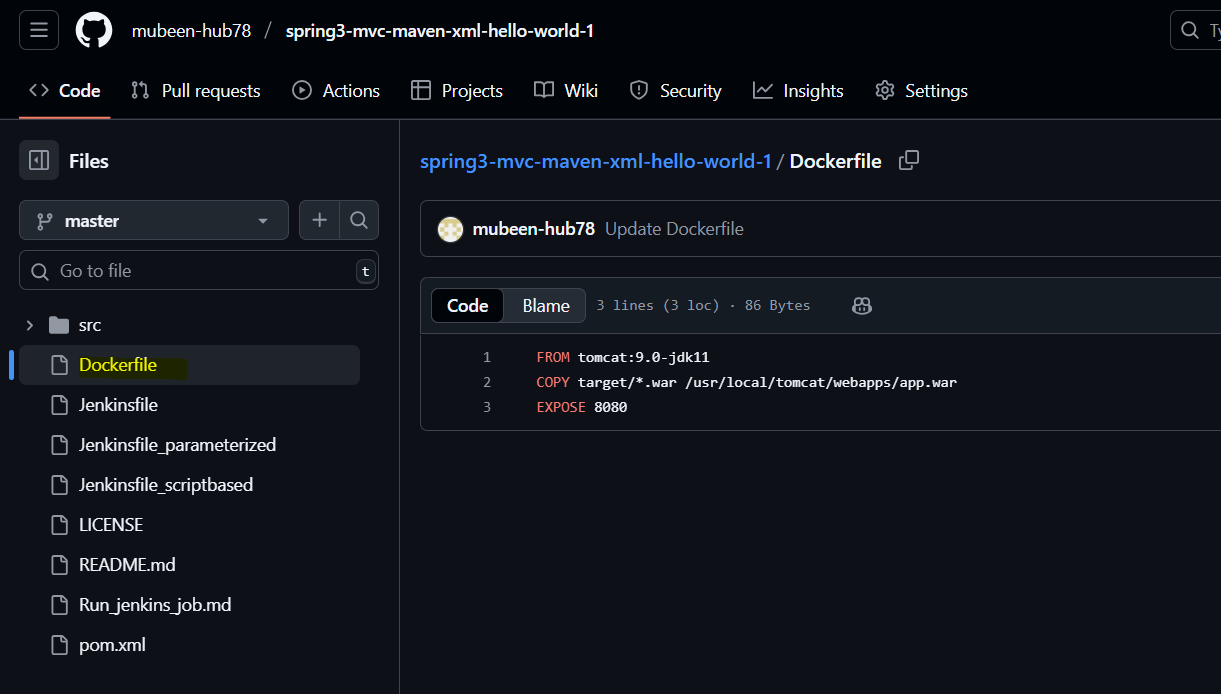 mubeen-hub78 / spring3-mvc-maven-xml-hello-world-1
Code Pull requests Actions Projects Wiki Security Insights Settings
Files
master
Go to file t
src
Dockerfile
Jenkinsfile
Jenkinsfile_parameterized
Jenkinsfile_scriptbased
LICENSE
README.md
Run_jenkins_job.md
pom.xml
spring3-mvc-maven-xml-hello-world-1 / Dockerfile
mubeen-hub78 Update Dockerfile
Code Blame 3 lines (3 loc) · 86 Bytes
1 FROM tomcat:9.0-jdk11
2 COPY target/*.war /usr/local/tomcat/webapps/app.war
3 EXPOSE 8080